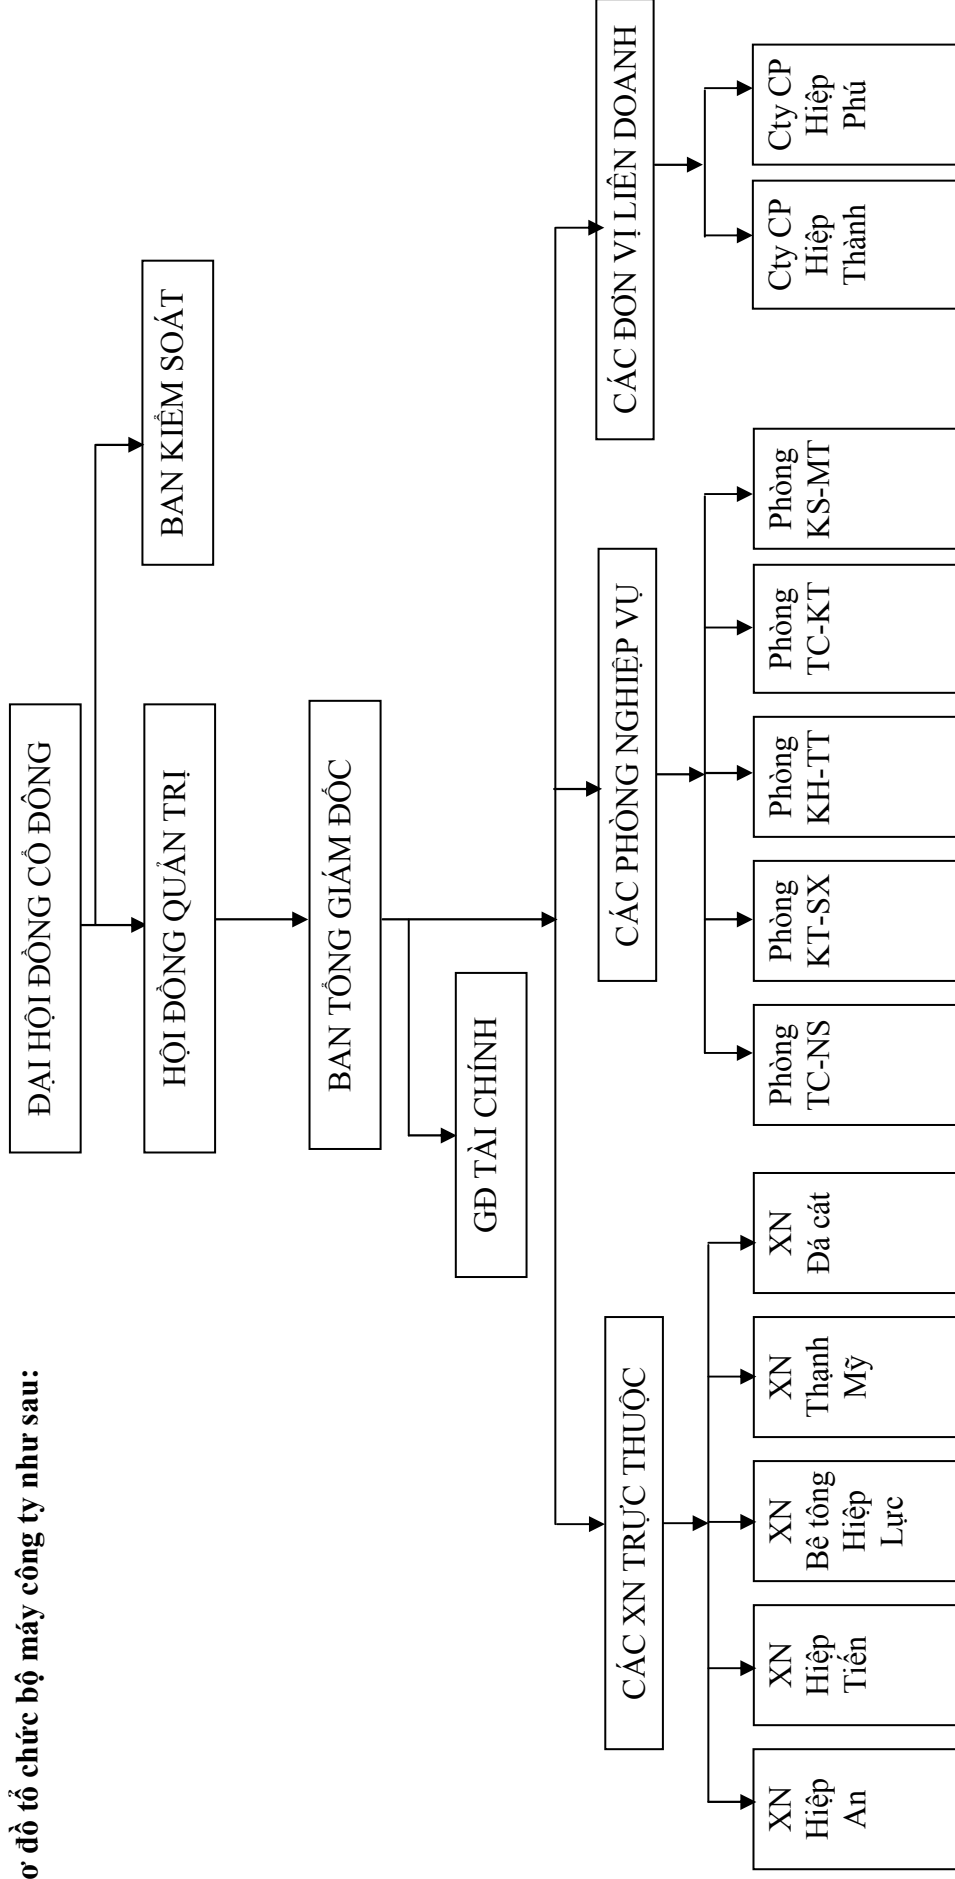 ơ đồ tổ chức bộ máy công ty như sau:
ĐẠI HỘI ĐỒNG CỔ ĐÔNG
HỘI ĐỒNG QUẢN TRỊ
BAN KIỂM SOÁT
BAN TỔNG GIÁM ĐỐC
GĐ TÀI CHÍNH
CÁC XN TRỰC THUỘC
CÁC PHÒNG NGHIỆP VỤ
CÁC ĐƠN VỊ LIÊN DOANH
XN
Hiệp
An
XN
Hiệp
Tiến
XN
Bê tông
Hiệp
Lực
XN
Thạnh
Mỹ
XN
Đá cát
Phòng
TC-NS
Phòng
KT-SX
Phòng
KH-TT
Phòng
TC-KT
Phòng
KS-MT
Cty CP
Hiệp
Thành
Cty CP
Hiệp
Phú